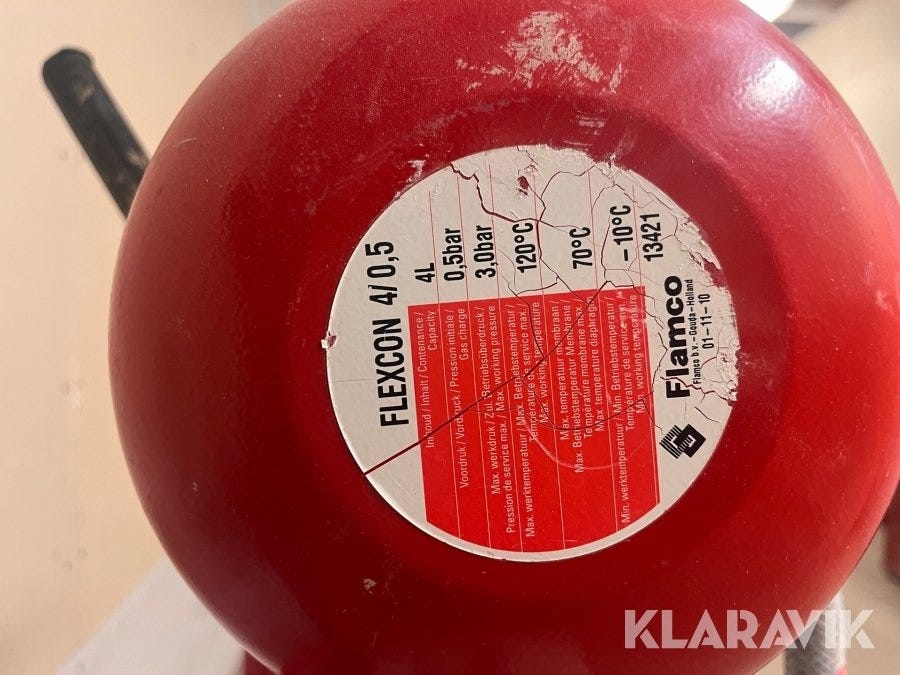 FLEXCON 4/0,5
Inhoud / Inhalt / Contenance /
Capacity
4L
Voordruk / Vordruck / Pression initiale /
Gas charge
0,5bar
Max. werkdruk / Zul. Betriebsüberdruck /
Pression de service max. / Max. working pressure
3,0bar
Max. werktemperatuur / Max. Betriebstemperatur /
Température de service max. /
Max. working temperature
120°C
Max. temperatuur membraan /
Max. Betriebstemperatur Membrane /
Température membrane max. /
Max. temperature diaphragm
70°C
Min. werktemperatuur / Min. Betriebstemperatur /
Température de service min. /
Min. working temperature
-10°C
13421
Flamco
Flamco b.v. - Gouda - Holland
01-11-10
KLARAVIK